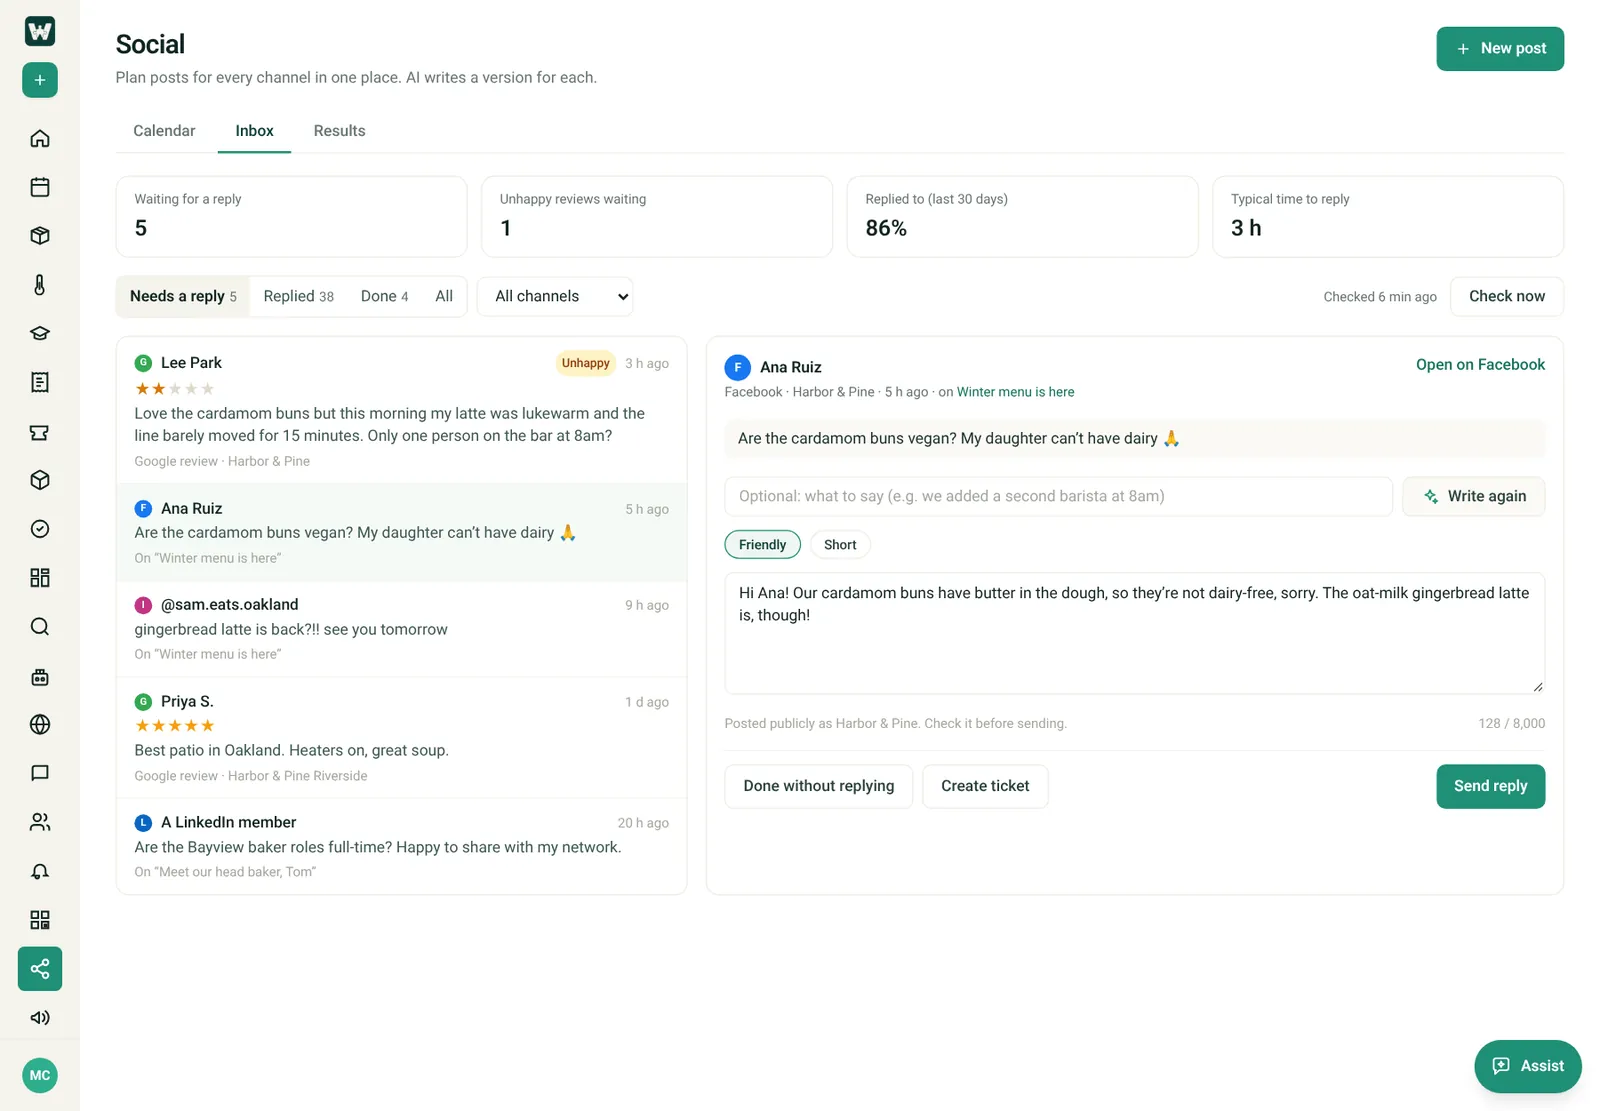 W
Social
Plan posts for every channel in one place. AI writes a version for each.
+ New post
Calendar
Inbox
Results
Waiting for a reply
5
Unhappy reviews waiting
1
Replied to (last 30 days)
86%
Typical time to reply
3 h
Needs a reply 5
Replied 38
Done 4
All
All channels
Checked 6 min ago
Check now
G Lee Park
Unhappy
3 h ago
Love the cardamom buns but this morning my latte was lukewarm and the
line barely moved for 15 minutes. Only one person on the bar at 8am?
Google review · Harbor & Pine
F Ana Ruiz
5 h ago
Are the cardamom buns vegan? My daughter can’t have dairy 🙏
On “Winter menu is here”
I @sam.eats.oakland
9 h ago
gingerbread latte is back?!! see you tomorrow
On “Winter menu is here”
G Priya S.
1 d ago
Best patio in Oakland. Heaters on, great soup.
Google review · Harbor & Pine Riverside
L A LinkedIn member
20 h ago
Are the Bayview baker roles full-time? Happy to share with my network.
On “Meet our head baker, Tom”
F Ana Ruiz
Open on Facebook
Facebook · Harbor & Pine · 5 h ago · on Winter menu is here
Are the cardamom buns vegan? My daughter can’t have dairy 🙏
Optional: what to say (e.g. we added a second barista at 8am)
Write again
Friendly
Short
Hi Ana! Our cardamom buns have butter in the dough, so they’re not dairy-free, sorry. The oat-milk gingerbread latte
is, though!
Posted publicly as Harbor & Pine. Check it before sending.
128 / 8,000
Done without replying
Create ticket
Send reply
MC
Assist